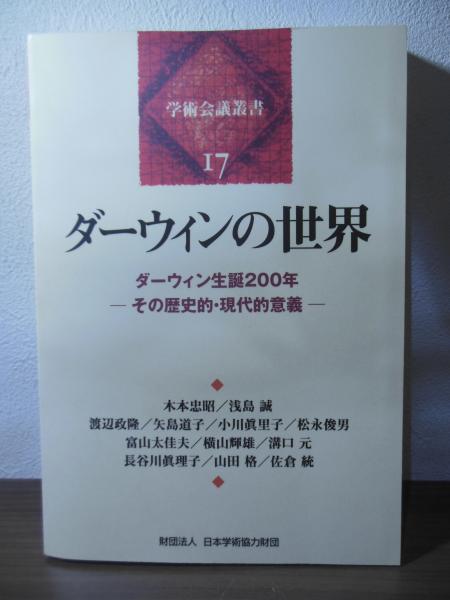 学術会議叢書
17
ダーウィンの世界
ダーウィン生誕200年
―その歴史的・現代的意義―
木本忠昭／浅島 誠
渡辺政隆／矢島道子／小川眞里子／松永俊男
富山太佳夫／横山輝雄／溝口 元
長谷川眞理子／山田 格／佐倉 統
財団法人 日本学術協力財団